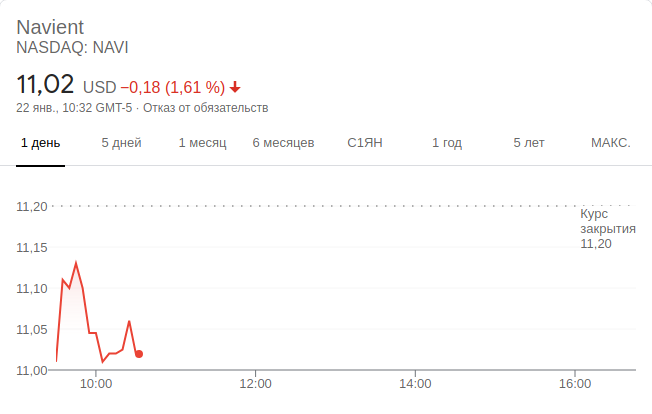 Navient
NASDAQ: NAVI
11,02 USD −0,18 (1,61 %)
22 янв., 10:32 GMT-5 · Отказ от обязательств
1 день 5 дней 1 месяц 6 месяцев С1ЯН 1 год 5 лет МАКС.
11,20
Курс
закрытия
11,20
11,15
11,10
11,05
11,00
10:00 12:00 14:00 16:00